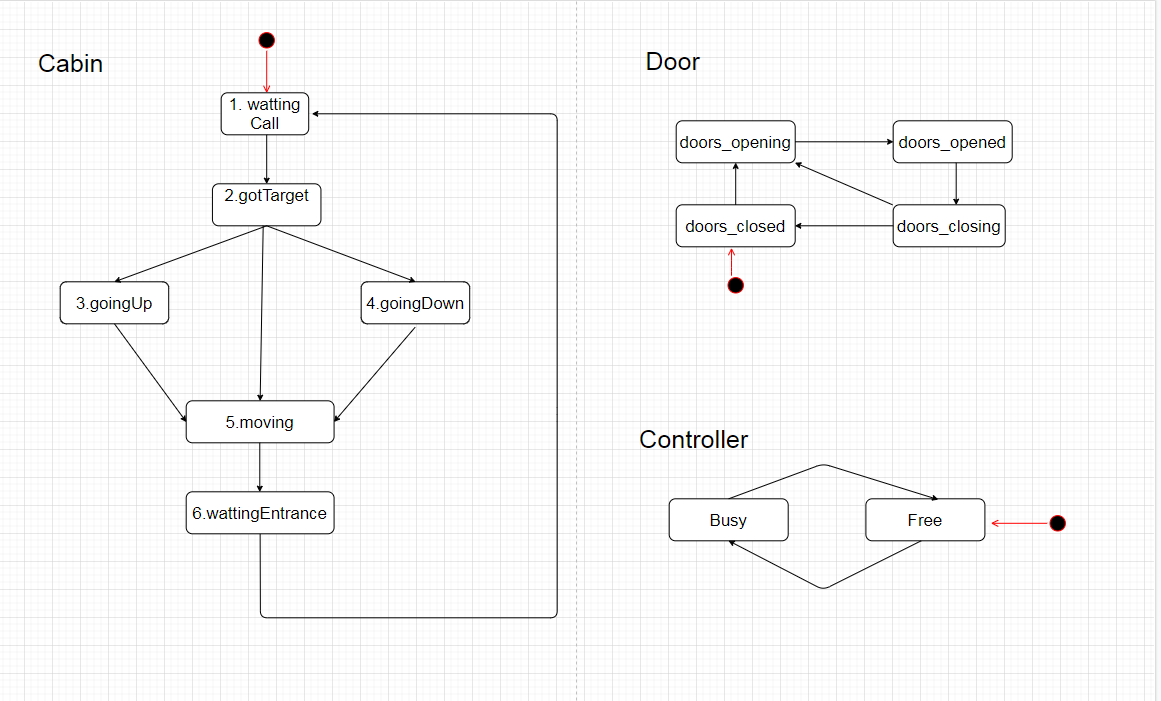 Cabin
1. watting
Call
2.gotTarget
3.goingUp
4.goingDown
5.moving
6.wattingEntrance
Door
doors_opening
doors_opened
doors_closed
doors_closing
Controller
Busy
Free